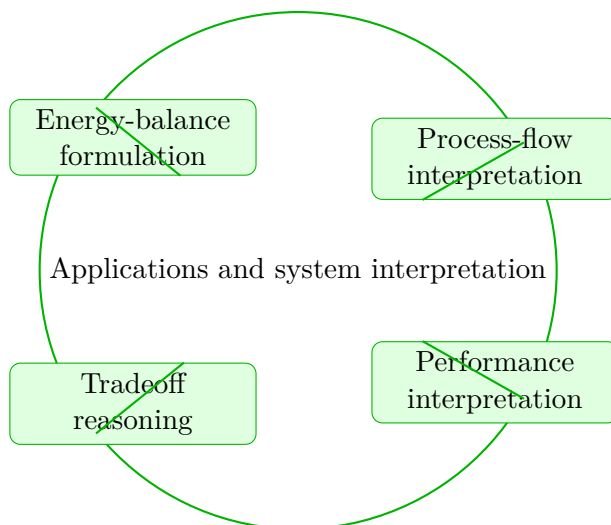 Energy-balance
formulation
Process-flow
interpretation
Applications and system interpretation
Tradeoff
reasoning
Performance
interpretation